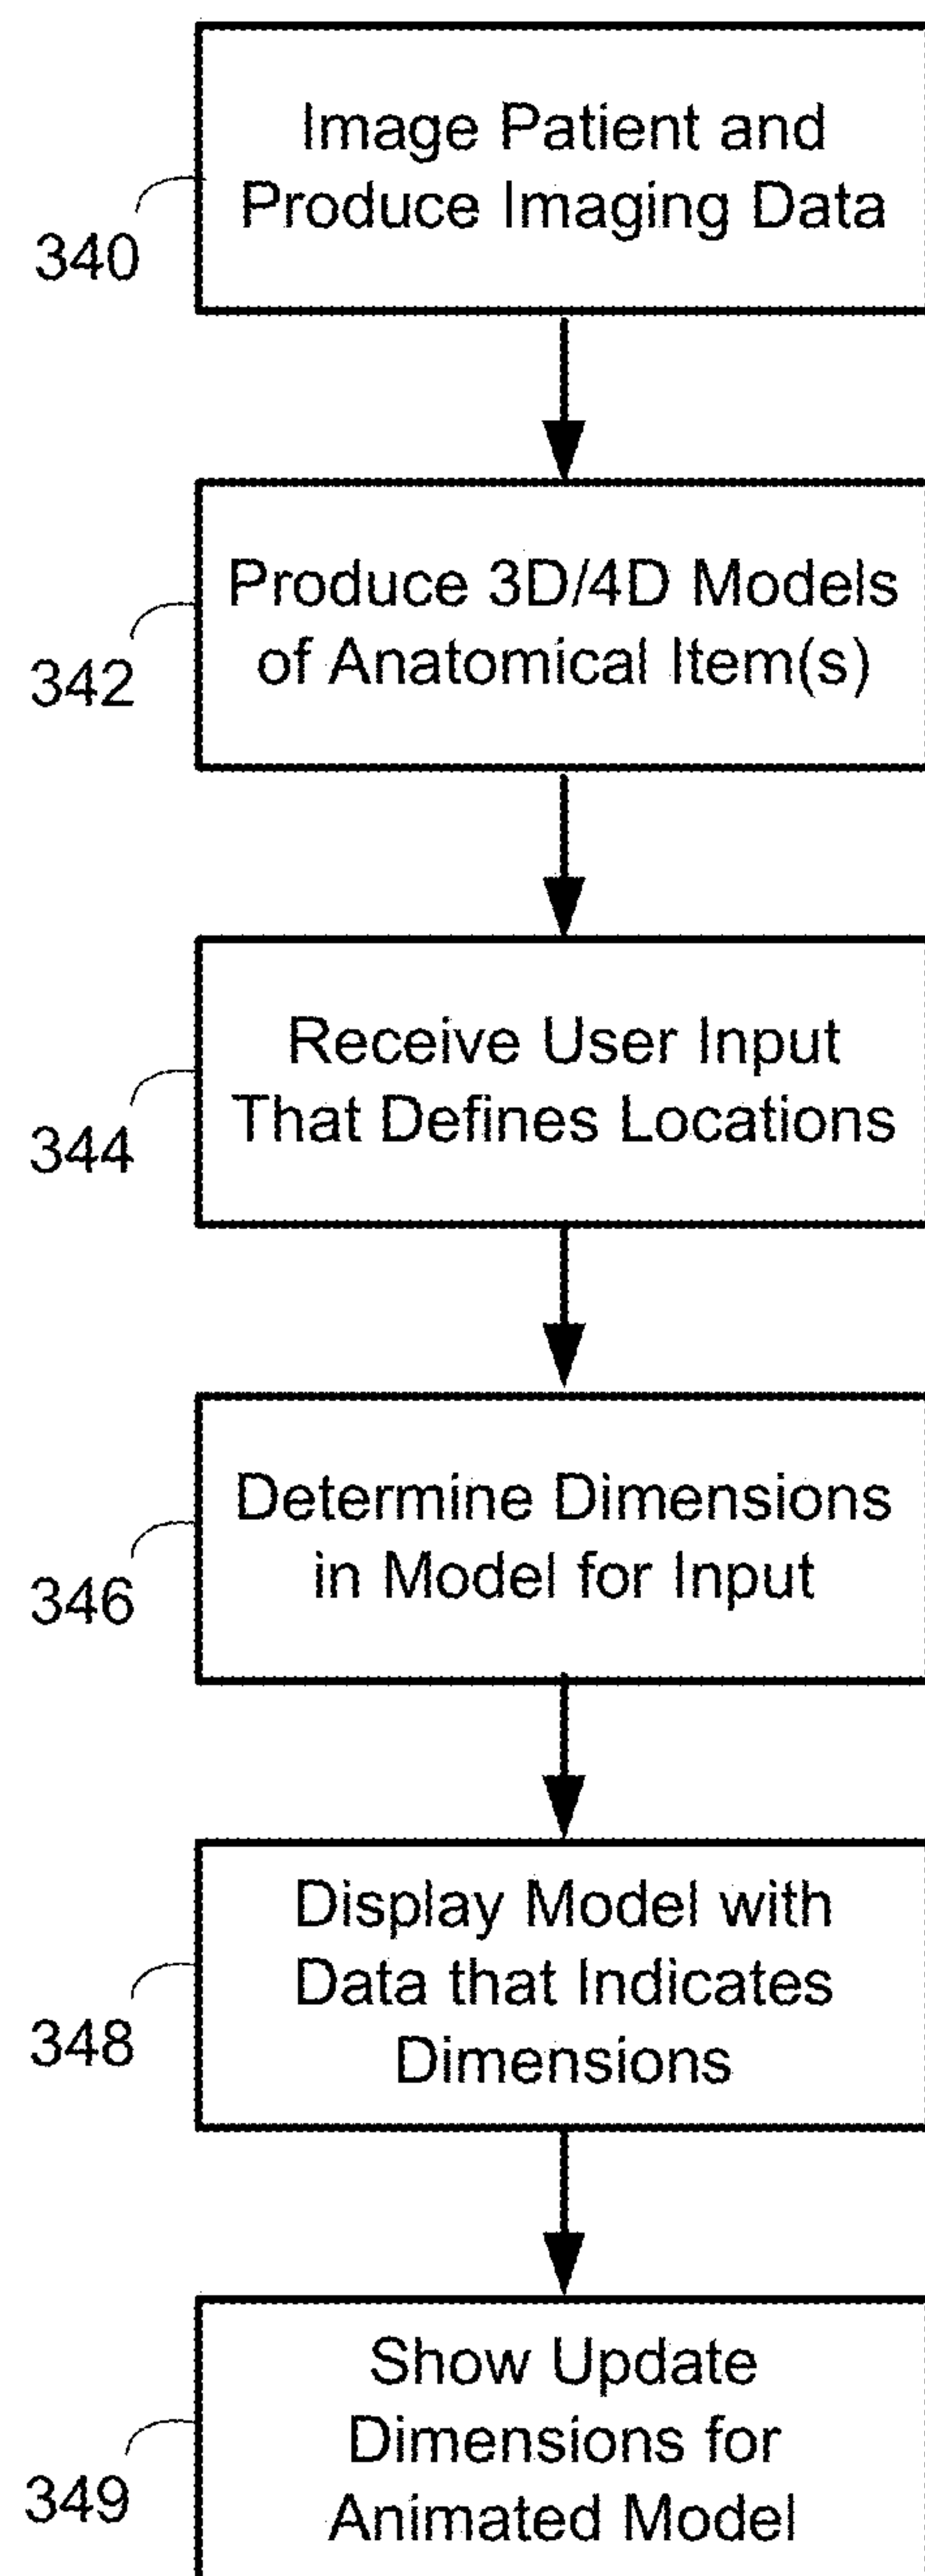 Image Patient and
Produce Imaging Data
340
Produce 3D/4D Models
of Anatomical Item(s)
342
Receive User Input
That Defines Locations
344
Determine Dimensions
in Model for Input
346
Display Model with
Data that Indicates
Dimensions
348
Show Update
Dimensions for
Animated Model
349